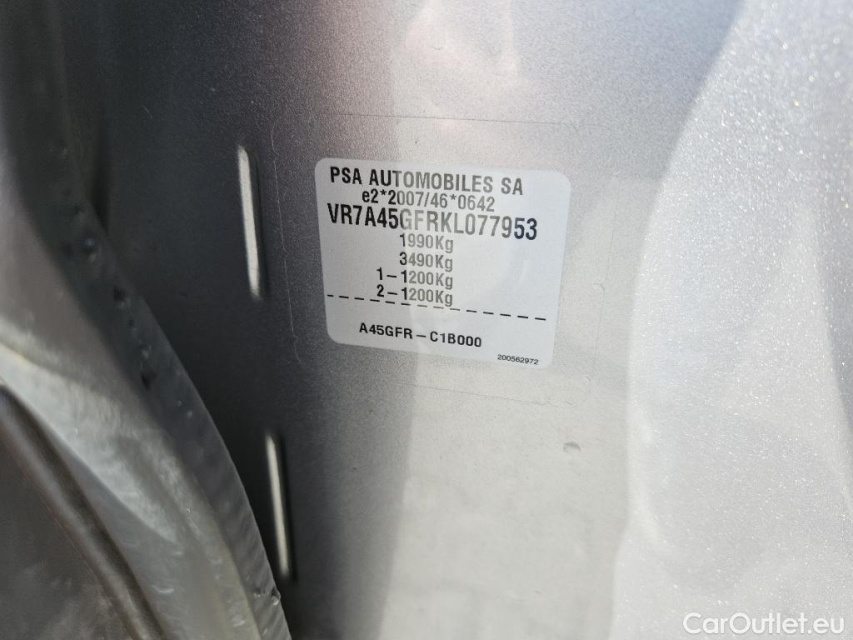 PSA AUTOMOBILES SA
e2*2007/46*0642
VR7A45GFRKL077953
1990Kg
3490Kg
1-1200Kg
2-1200Kg
A45GFR-C1B000
200562972
CarOutlet.eu